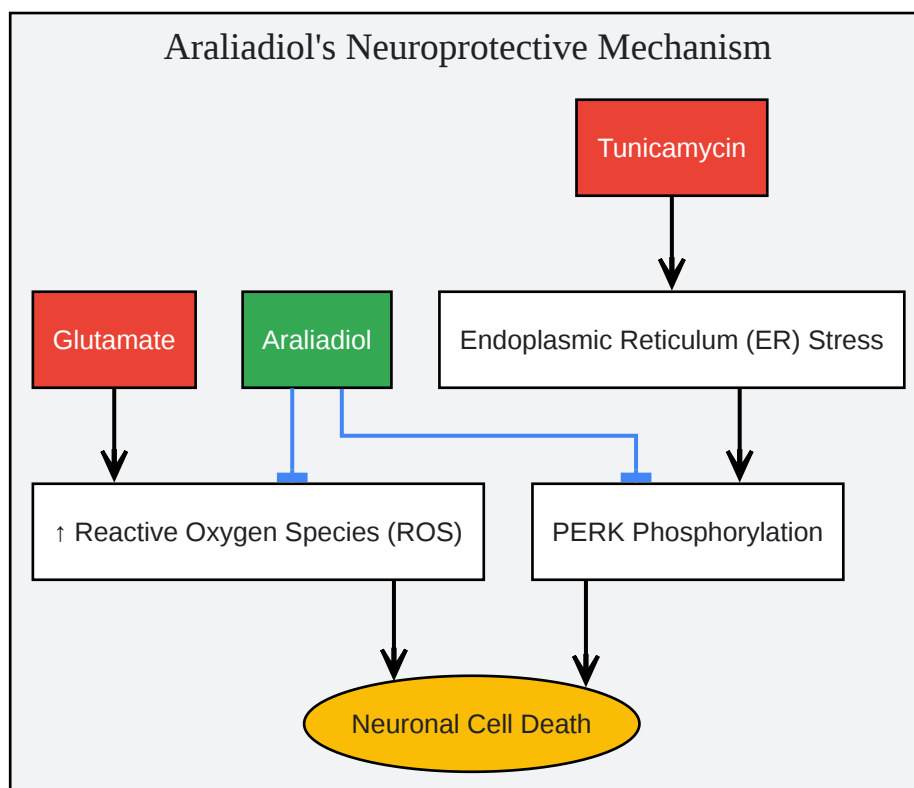 Araliadiol's Neuroprotective Mechanism
Tunicamycin
Glutamate
Araliadiol
Endoplasmic Reticulum (ER) Stress
↑ Reactive Oxygen Species (ROS)
PERK Phosphorylation
Neuronal Cell Death